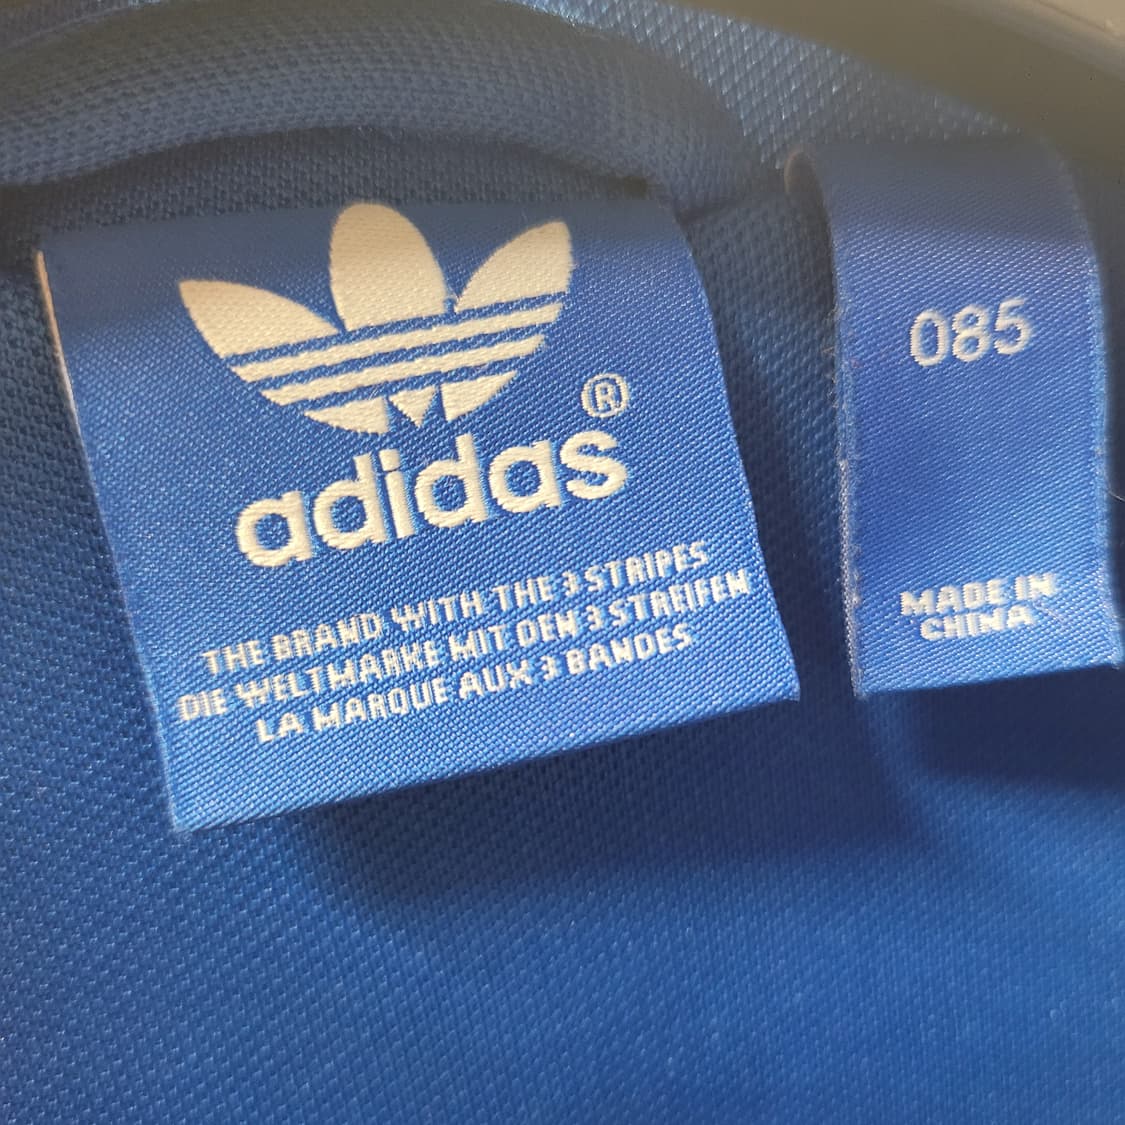 adidas®
THE BRAND WITH THE 3 STRIPES
DIE WELTMARKE MIT DEN 3 STREIFEN
LA MARQUE AUX 3 BANDES
085
MADE IN
CHINA